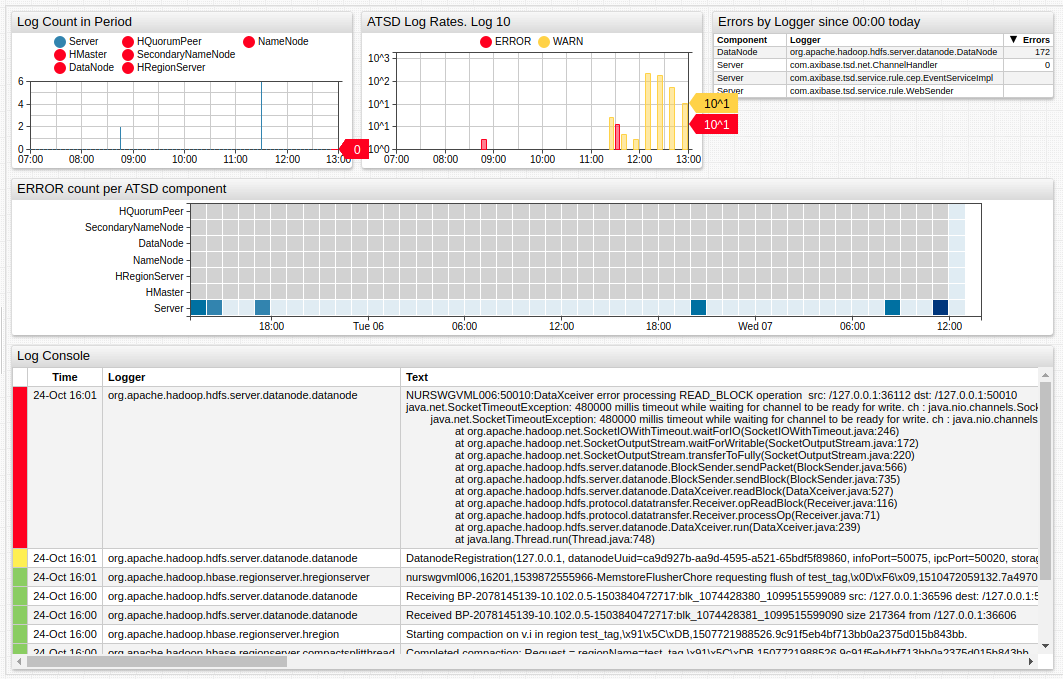 Log Count in Period
Server HQuorumPeer NameNode
HMaster SecondaryNameNode
DataNode HRegionServer
6
4
2
0
0
07:00 08:00 09:00 10:00 11:00 12:00 13:00
ATSD Log Rates. Log 10
ERROR WARN
10^3
10^2
10^1
10^1
10^0
10^1
10^1
07:00 08:00 09:00 10:00 11:00 12:00 13:00
Errors by Logger since 00:00 today
Component Logger ▼ Errors
DataNode org.apache.hadoop.hdfs.server.datanode.DataNode 172
Server com.axibase.tsd.net.ChannelHandler 0
Server com.axibase.tsd.service.rule.cep.EventServiceImpl
Server com.axibase.tsd.service.rule.WebSender
ERROR count per ATSD component
HQuorumPeer
SecondaryNameNode
DataNode
NameNode
HRegionServer
HMaster
Server
18:00 Tue 06 06:00 12:00 18:00 Wed 07 06:00 12:00
Log Console
Time Logger Text
24-Oct 16:01 org.apache.hadoop.hdfs.server.datanode.datanode NURSWGVML006:50010:DataXceiver error processing READ_BLOCK operation src: /127.0.0.1:36112 dst: /127.0.0.1:50010
java.net.SocketTimeoutException: 480000 millis timeout while waiting for channel to be ready for write. ch : java.nio.channels.Sock
java.net.SocketTimeoutException: 480000 millis timeout while waiting for channel to be ready for write. ch : java.nio.channels
at org.apache.hadoop.net.SocketIOWithTimeout.waitForIO(SocketIOWithTimeout.java:246)
at org.apache.hadoop.net.SocketOutputStream.waitForWritable(SocketOutputStream.java:172)
at org.apache.hadoop.net.SocketOutputStream.transferToFully(SocketOutputStream.java:220)
at org.apache.hadoop.hdfs.server.datanode.BlockSender.sendPacket(BlockSender.java:566)
at org.apache.hadoop.hdfs.server.datanode.BlockSender.sendBlock(BlockSender.java:735)
at org.apache.hadoop.hdfs.server.datanode.DataXceiver.readBlock(DataXceiver.java:527)
at org.apache.hadoop.hdfs.protocol.datatransfer.Receiver.opReadBlock(Receiver.java:116)
at org.apache.hadoop.hdfs.protocol.datatransfer.Receiver.processOp(Receiver.java:71)
at org.apache.hadoop.hdfs.server.datanode.DataXceiver.run(DataXceiver.java:239)
at java.lang.Thread.run(Thread.java:748)
24-Oct 16:01 org.apache.hadoop.hdfs.server.datanode.datanode DatanodeRegistration(127.0.0.1, datanodeUuid=ca9d927b-aa9d-4595-a521-65bdf5f89860, infoPort=50075, ipcPort=50020, storag
24-Oct 16:01 org.apache.hadoop.hbase.regionserver.hregionserver nurswgvml006,16201,1539872555966-MemstoreFlusherChore requesting flush of test_tag,\x0D\xF6\x09,1510472059132.7a4970
24-Oct 16:00 org.apache.hadoop.hdfs.server.datanode.datanode Receiving BP-2078145139-10.102.0.5-1503840472717:blk_1074428380_1099515599089 src: /127.0.0.1:36596 dest: /127.0.0.1:5
24-Oct 16:00 org.apache.hadoop.hdfs.server.datanode.datanode Received BP-2078145139-10.102.0.5-1503840472717:blk_1074428381_1099515599090 size 217364 from /127.0.0.1:36606
24-Oct 16:00 org.apache.hadoop.hbase.regionserver.hregion Starting compaction on v.i in region test_tag,\x91\x5C\xDB,1507721988526.9c91f5eb4bf713bb0a2375d015b843bb.
24-Oct 16:00 org.apache.hadoop.hbase.regionserver.compactsplitthread Completed compaction: Request = regionName=test_tag,\x91\x5C\xDB,1507721988526.9c91f5eb4bf713bb0a2375d015b843bb